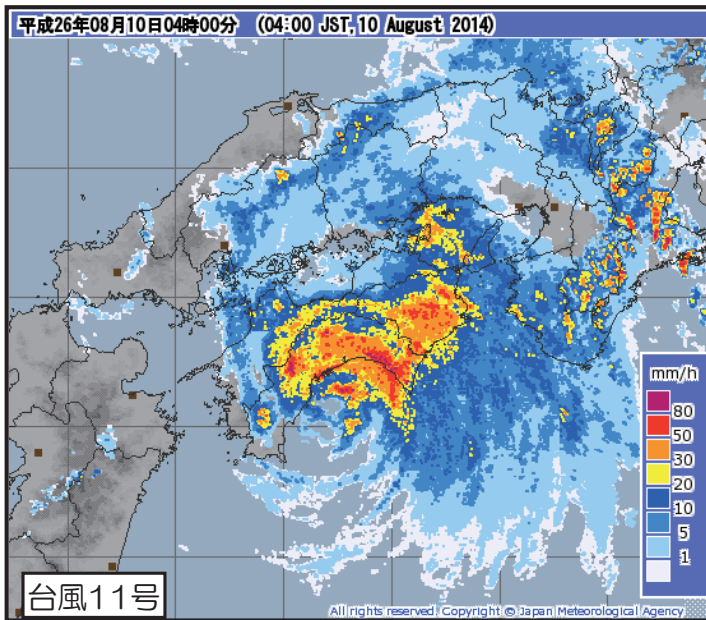 平成26年08月10日04時00分 (04:00 JST, 10 August 2014)
mm/h
80
50
30
20
10
5
1
台風11号
All rights reserved. Copyright © Japan Meteorological Agency